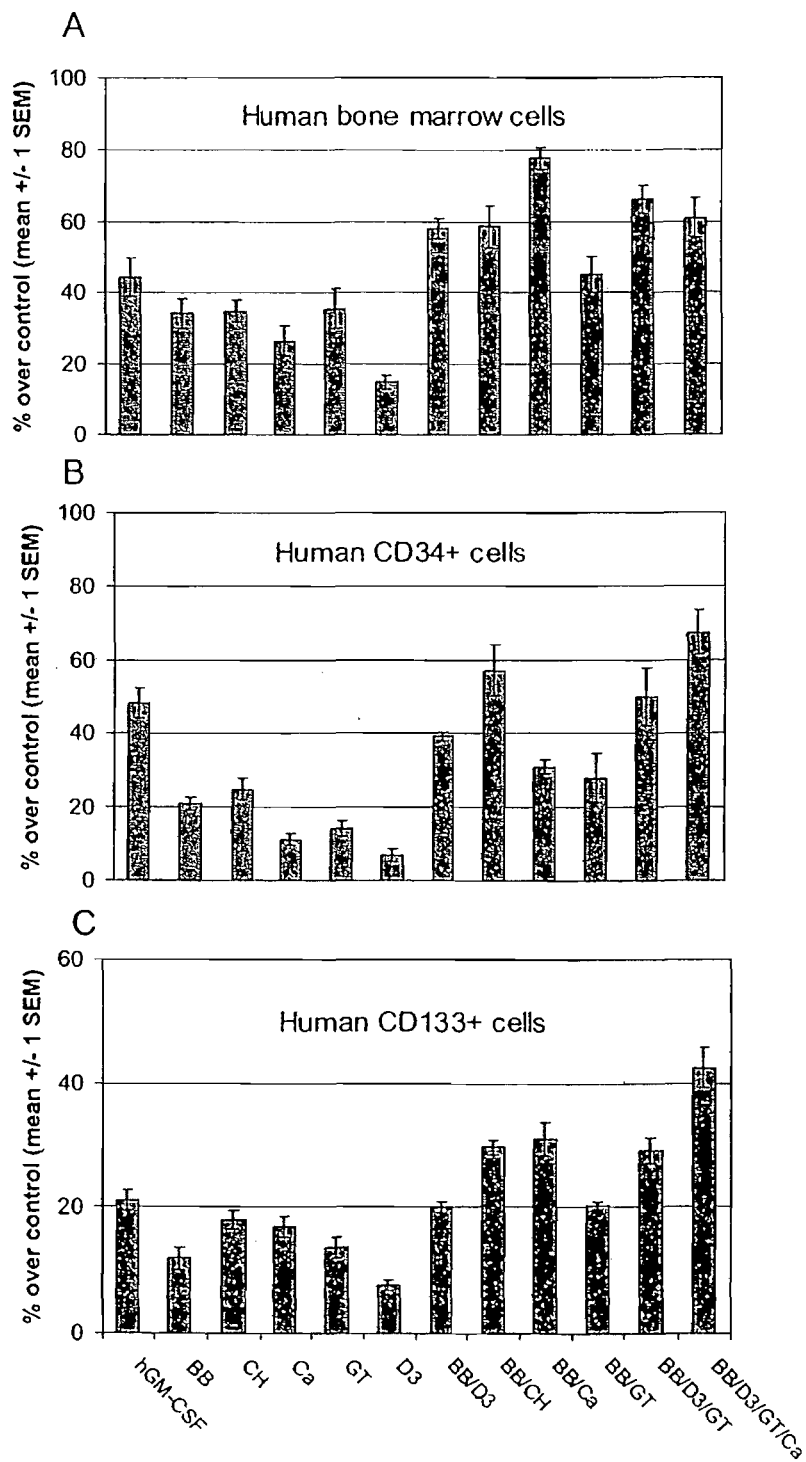 A
% over control (mean +/- 1 SEM)
100
80
60
40
20
0
Human bone marrow cells
B
% over control (mean +/- 1 SEM)
100
80
60
40
20
0
Human CD34+ cells
C
% over control (mean +/- 1 SEM)
60
40
20
0
Human CD133+ cells
hGM-CSF
BB
CH
Ca
GT
D3
BB/D3
BB/CH
BB/Ca
BB/GT
BB/D3/GT
BB/D3/GT/Ca